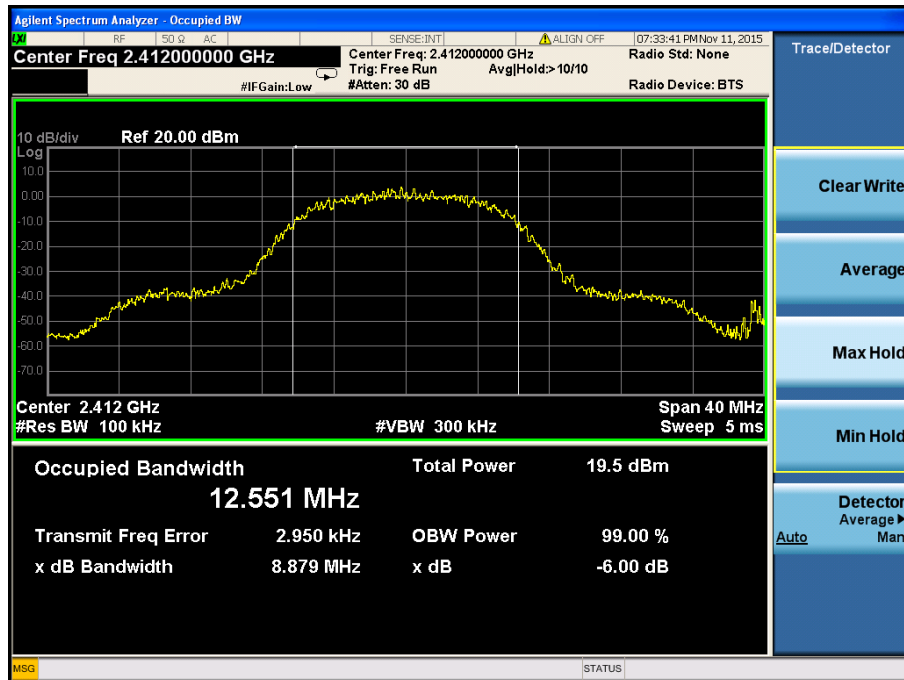 Agilent Spectrum Analyzer - Occupied BW
LXI RF 50 Ω AC SENSE:INT ALIGN OFF 07:33:41 PM Nov 11, 2015
Center Freq 2.412000000 GHz
Center Freq: 2.412000000 GHz
Radio Std: None
Trig: Free Run Avg|Hold:>10/10
#IFGain:Low
#Atten: 30 dB
Radio Device: BTS
Trace/Detector
10 dB/div Ref 20.00 dBm
Log
10.0
0.00
-10.0
-20.0
-30.0
-40.0
-50.0
-60.0
-70.0
Center 2.412 GHz Span 40 MHz
#Res BW 100 kHz #VBW 300 kHz Sweep 5 ms
Occupied Bandwidth Total Power 19.5 dBm
12.551 MHz
Transmit Freq Error 2.950 kHz OBW Power 99.00 %
x dB Bandwidth 8.879 MHz x dB -6.00 dB
Clear Write
Average
Max Hold
Min Hold
Detector
Average▶
Auto Man
MSG STATUS